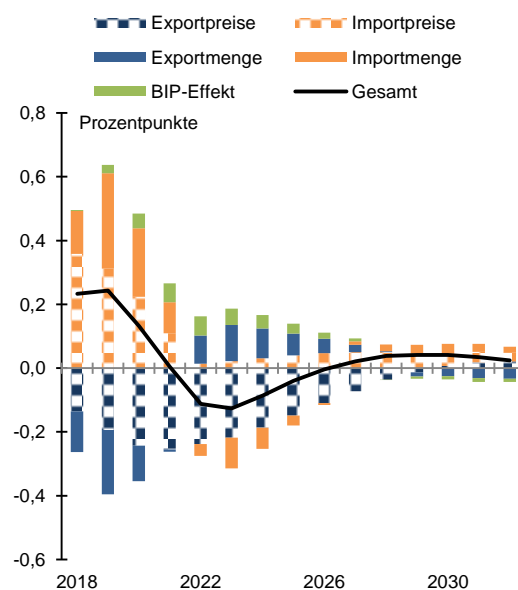 Exportpreise Importpreise
Exportmenge Importmenge
BIP-Effekt Gesamt
0,8
Prozentpunkte
0,6
0,4
0,2
0,0
-0,2
-0,4
-0,6
2018 2022 2026 2030